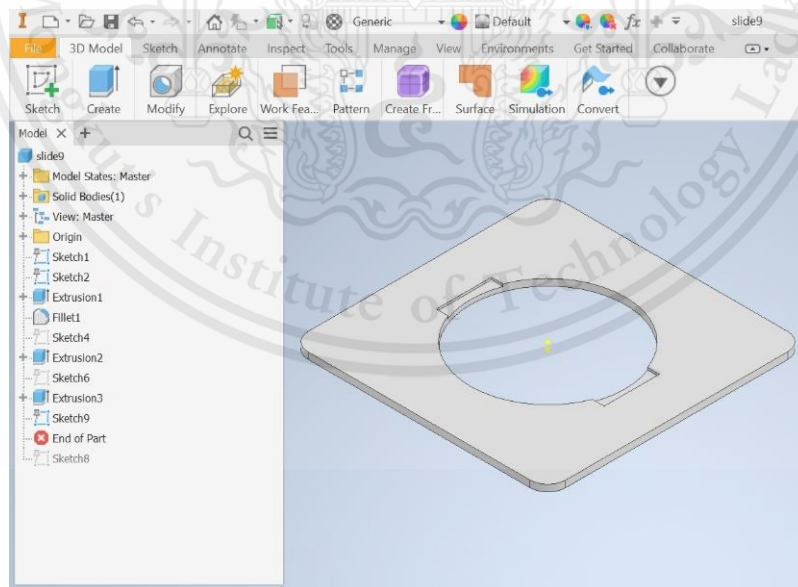 Generic
Default
fx
slide9
File
3D Model
Sketch
Annotate
Inspect
Tools
Manage
View
Environments
Get Started
Collaborate
Sketch
Create
Modify
Explore
Work Fea...
Pattern
Create Fr...
Surface
Simulation
Convert
Model
slide9
Model States: Master
Solid Bodies(1)
View: Master
Origin
Sketch1
Sketch2
Extrusion1
Fillet1
Sketch4
Extrusion2
Sketch6
Extrusion3
Sketch9
End of Part
Sketch8
Institute of Technology